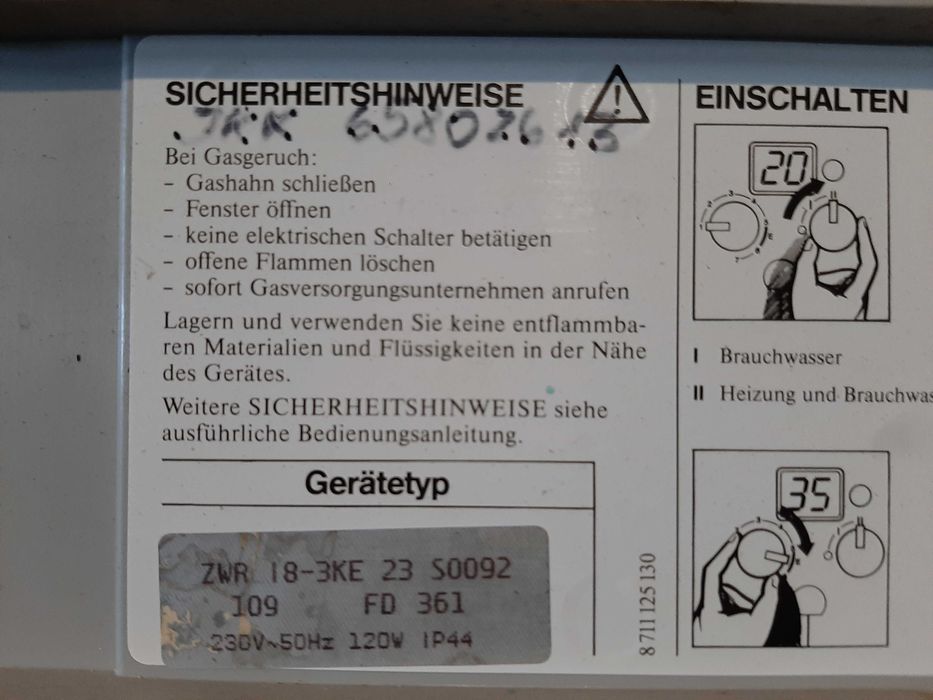 SICHERHEITSHINWEISE
Bei Gasgeruch:
- Gashahn schließen
- Fenster öffnen
- keine elektrischen Schalter betätigen
- offene Flammen löschen
- sofort Gasversorgungsunternehmen anrufen
Lagern und verwenden Sie keine entflammba-
ren Materialien und Flüssigkeiten in der Nähe
des Gerätes.
Weitere SICHERHEITSHINWEISE siehe
ausführliche Bedienungsanleitung.
Gerätetyp
ZWR 18-3KE 23 S0092
109 FD 361
230V~50Hz 120W IP44
8 711 125 130
EINSCHALTEN
20
I Brauchwasser
II Heizung und Brauchwas
35